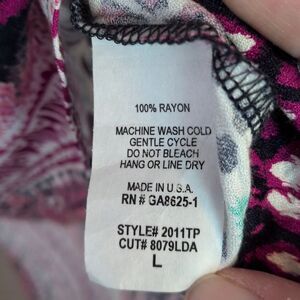 100% RAYON
MACHINE WASH COLD
GENTLE CYCLE
DO NOT BLEACH
HANG OR LINE DRY
MADE IN U.S.A.
RN # GA8625-1
STYLE# 2011TP
CUT# 8079LDA
L